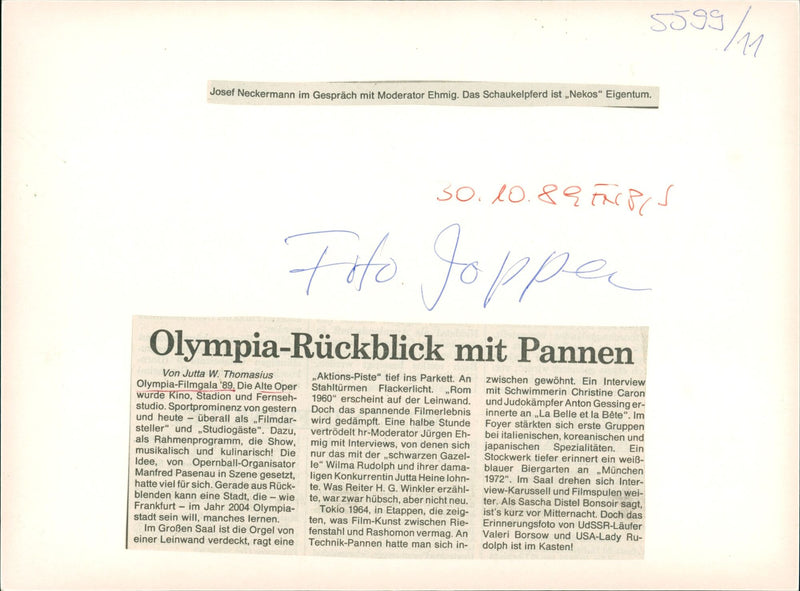 5599/11
Josef Neckermann im Gespräch mit Moderator Ehmig. Das Schaukelpferd ist „Nekos“ Eigentum.
30.10.89 FN 8/S
Foto Joppen
Olympia-Rückblick mit Pannen
Von Jutta W. Thomasius
Olympia-Filmgala '89. Die Alte Oper
wurde Kino, Stadion und Fernseh-
studio. Sportprominenz von gestern
und heute – überall als „Filmdar-
steller“ und „Studiogäste“. Dazu,
als Rahmenprogramm, die Show,
musikalisch und kulinarisch! Die
Idee, von Opernball-Organisator
Manfred Pasenau in Szene gesetzt,
hatte viel für sich. Gerade aus Rück-
blenden kann eine Stadt, die – wie
Frankfurt – im Jahr 2004 Olympia-
stadt sein will, manches lernen.
Im Großen Saal ist die Orgel von
einer Leinwand verdeckt, ragt eine
„Aktions-Piste“ tief ins Parkett. An
Stahltürmen Flackerlicht. „Rom
1960“ erscheint auf der Leinwand.
Doch das spannende Filmerlebnis
wird gedämpft. Eine halbe Stunde
vertrödelt hr-Moderator Jürgen Eh-
mig mit Interviews, von denen sich
nur das mit der „schwarzen Gazel-
le“ Wilma Rudolph und ihrer dama-
ligen Konkurrentin Jutta Heine lohn-
te. Was Reiter H. G. Winkler erzähl-
te, war zwar hübsch, aber nicht neu.
Tokio 1964, in Etappen, die zeig-
ten, was Film-Kunst zwischen Rie-
fenstahl und Rashomon vermag. An
Technik-Pannen hatte man sich in-
zwischen gewöhnt. Ein Interview
mit Schwimmerin Christine Caron
und Judokämpfer Anton Gessing er-
innerte an „La Belle et la Bête“. Im
Foyer stärkten sich erste Gruppen
bei italienischen, koreanischen und
japanischen Spezialitäten. Ein
Stockwerk tiefer erinnert ein weiß-
blauer Biergarten an „München
1972“. Im Saal drehen sich Inter-
view-Karussell und Filmspulen wei-
ter. Als Sascha Distel Bonsoir sagt,
ist's kurz vor Mitternacht. Doch das
Erinnerungsfoto von UdSSR-Läufer
Valeri Borsow und USA-Lady Ru-
dolph ist im Kasten!